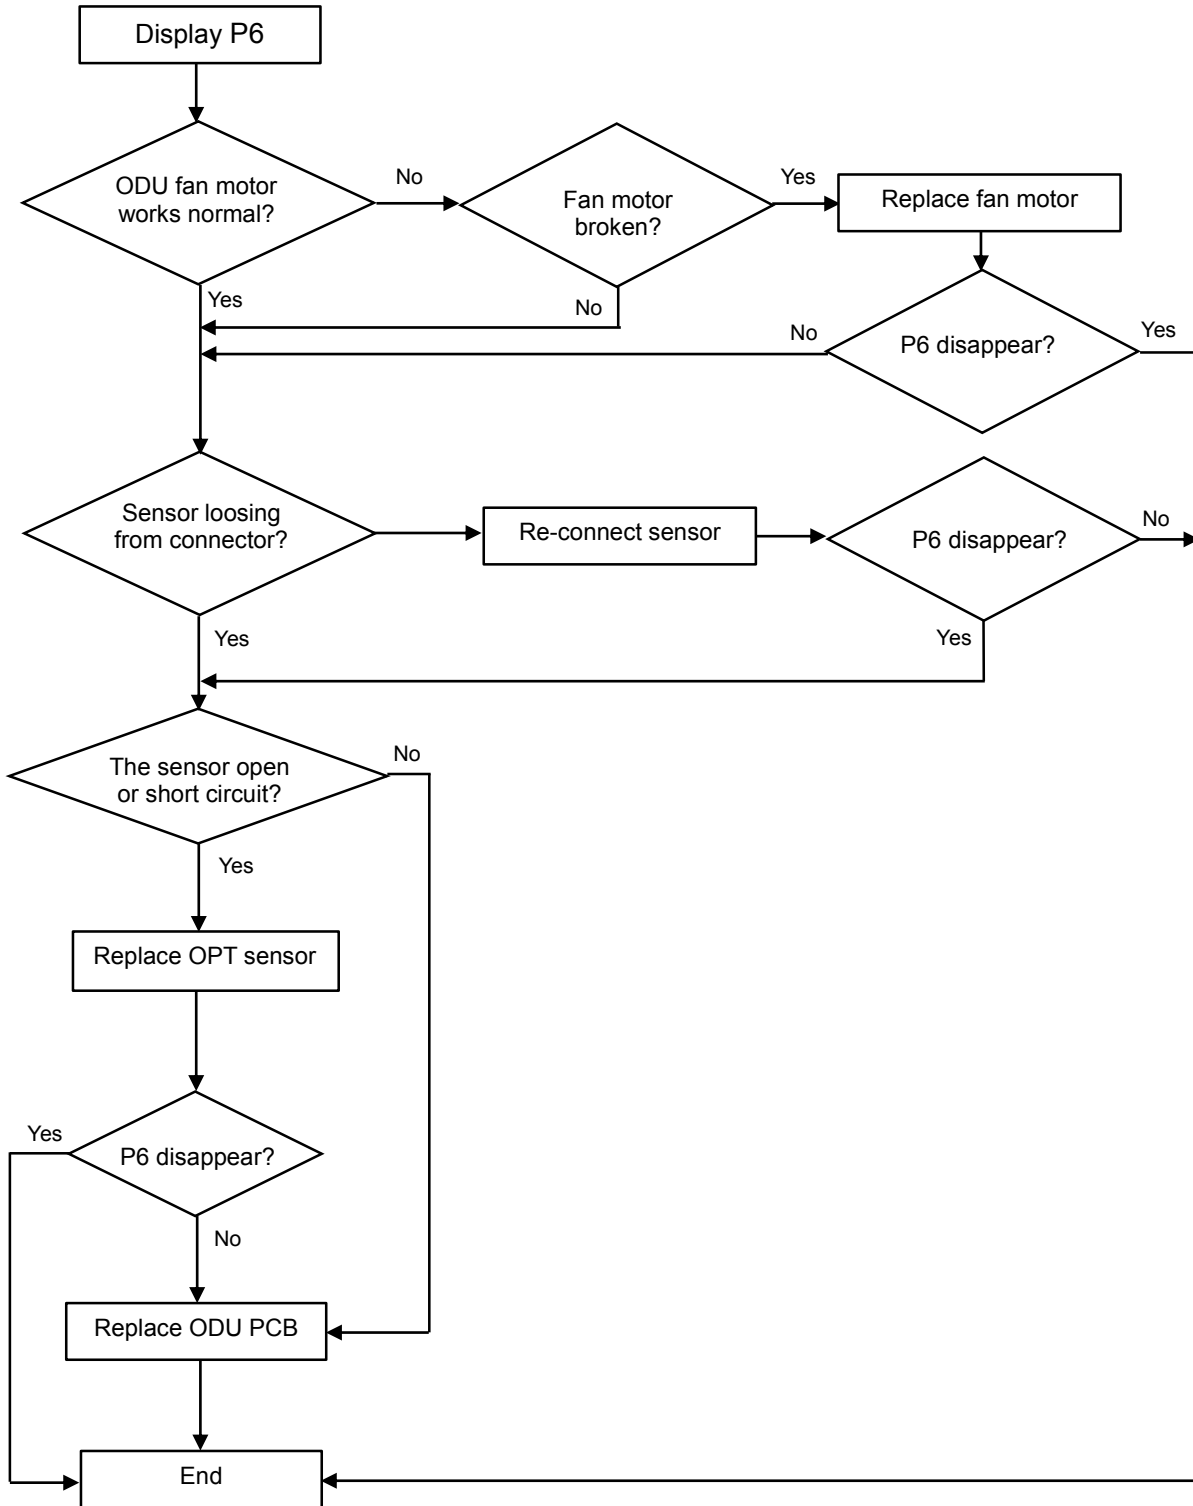 Display P6
ODU fan motor
works normal?
No
Fan motor
broken?
Yes
Replace fan motor
Yes
No
No
P6 disappear?
Yes
Sensor loosing
from connector?
Re-connect sensor
P6 disappear?
No
Yes
Yes
The sensor open
or short circuit?
No
Yes
Replace OPT sensor
Yes
P6 disappear?
No
Replace ODU PCB
End